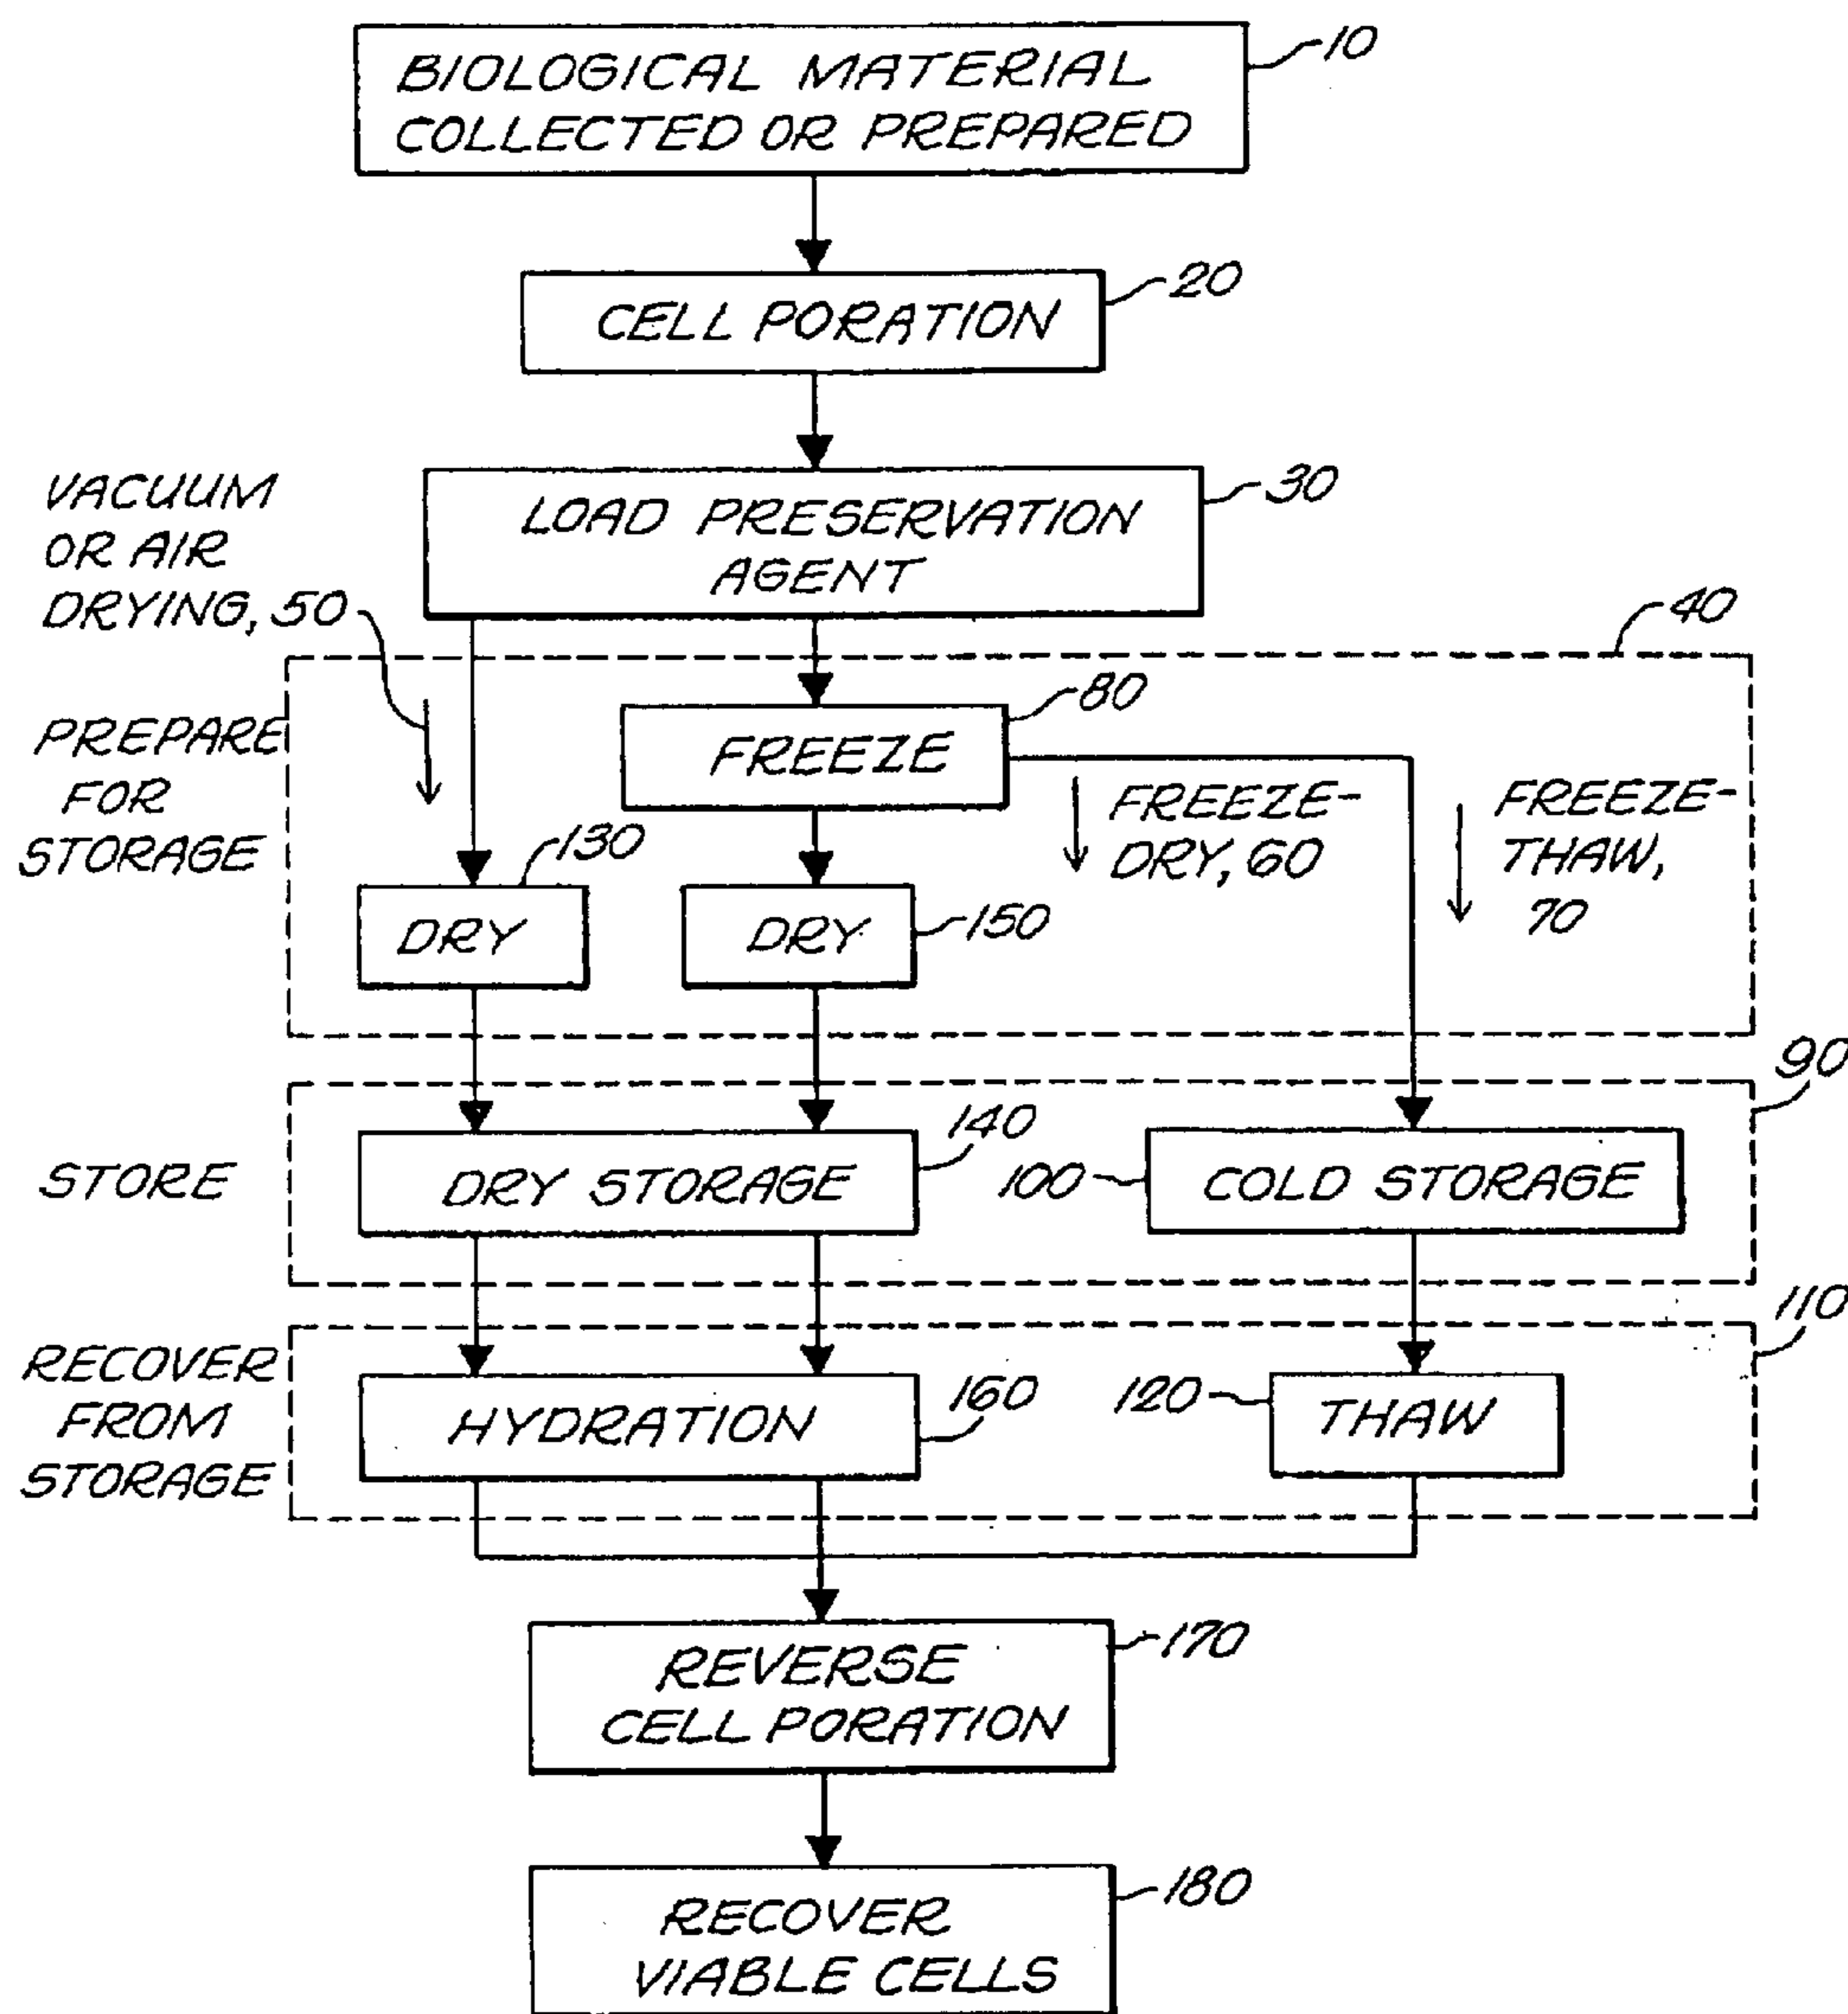 BIOLOGICAL MATERIAL
COLLECTED OR PREPARED
10
CELL PORATION
20
LOAD PRESERVATION
AGENT
30
VACUUM
OR AIR
DRYING, 50
40
PREPARE
FOR
STORAGE
FREEZE
80
FREEZE-
DRY, 60
FREEZE-
THAW,
70
DRY
130
DRY
150
90
STORE
DRY STORAGE
140
100
COLD STORAGE
110
RECOVER
FROM
STORAGE
HYDRATION
160
120
THAW
REVERSE
CELL PORATION
170
RECOVER
VIABLE CELLS
180